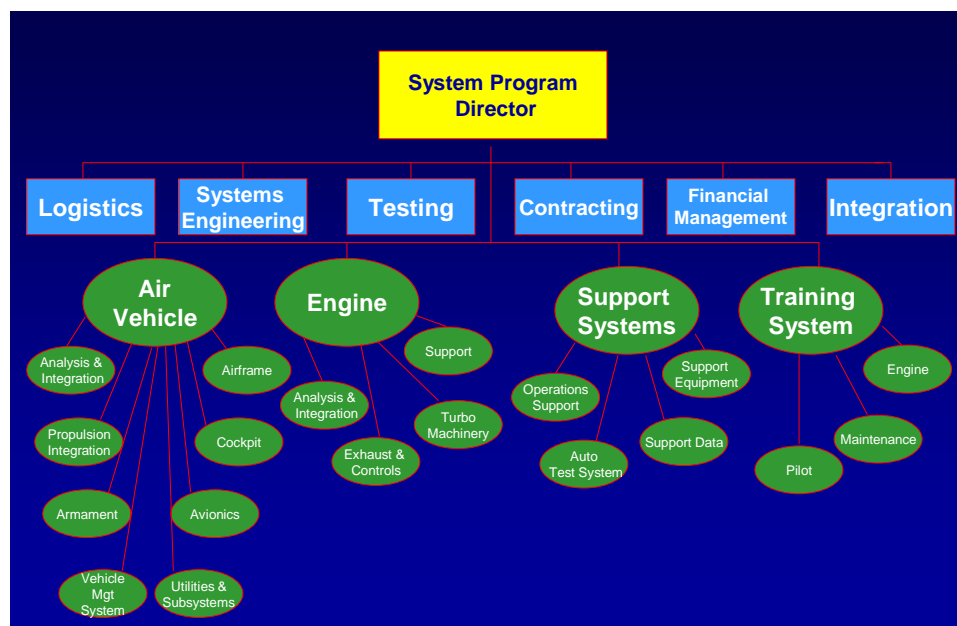 System Program
Director
Logistics
Systems
Engineering
Testing
Contracting
Financial
Management
Integration
Air
Vehicle
Engine
Support
Systems
Training
System
Analysis &
Integration
Airframe
Propulsion
Integration
Cockpit
Armament
Avionics
Vehicle
Mgt
System
Utilities &
Subsystems
Support
Analysis &
Integration
Turbo
Machinery
Exhaust &
Controls
Operations
Support
Support
Equipment
Auto
Test System
Support Data
Engine
Maintenance
Pilot